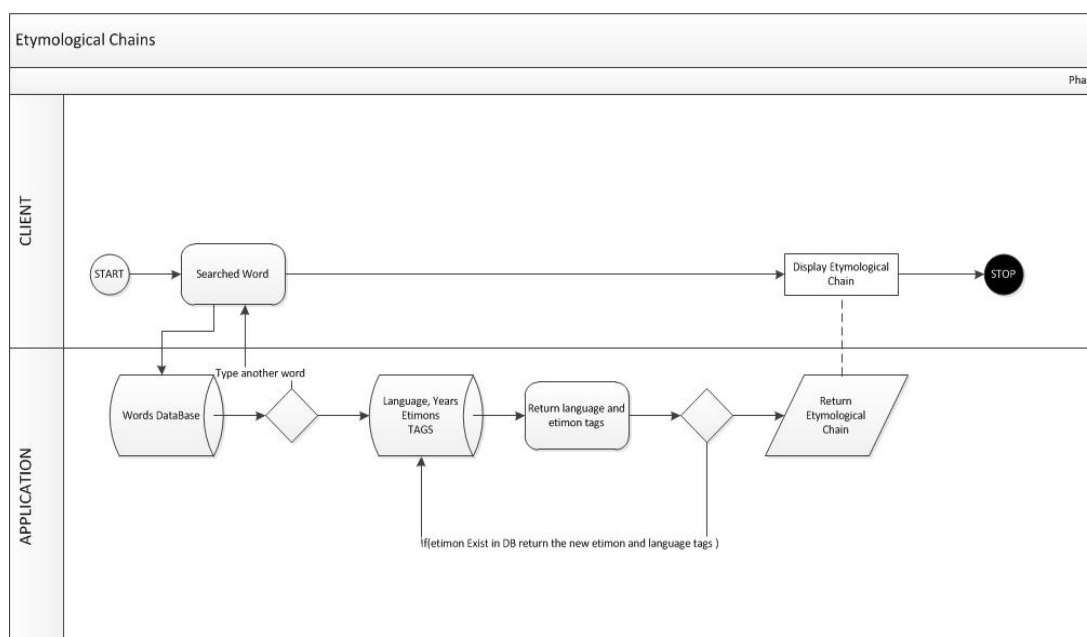 Etymological Chains
Pha
CLIENT
START
Searched Word
Display Etymological
Chain
STOP
APPLICATION
Type another word
Words DataBase
Language, Years
Etimons
TAGS
Return language and
etimon tags
Return
Etymological
Chain
If(etimon Exist in DB return the new etimon and language tags )